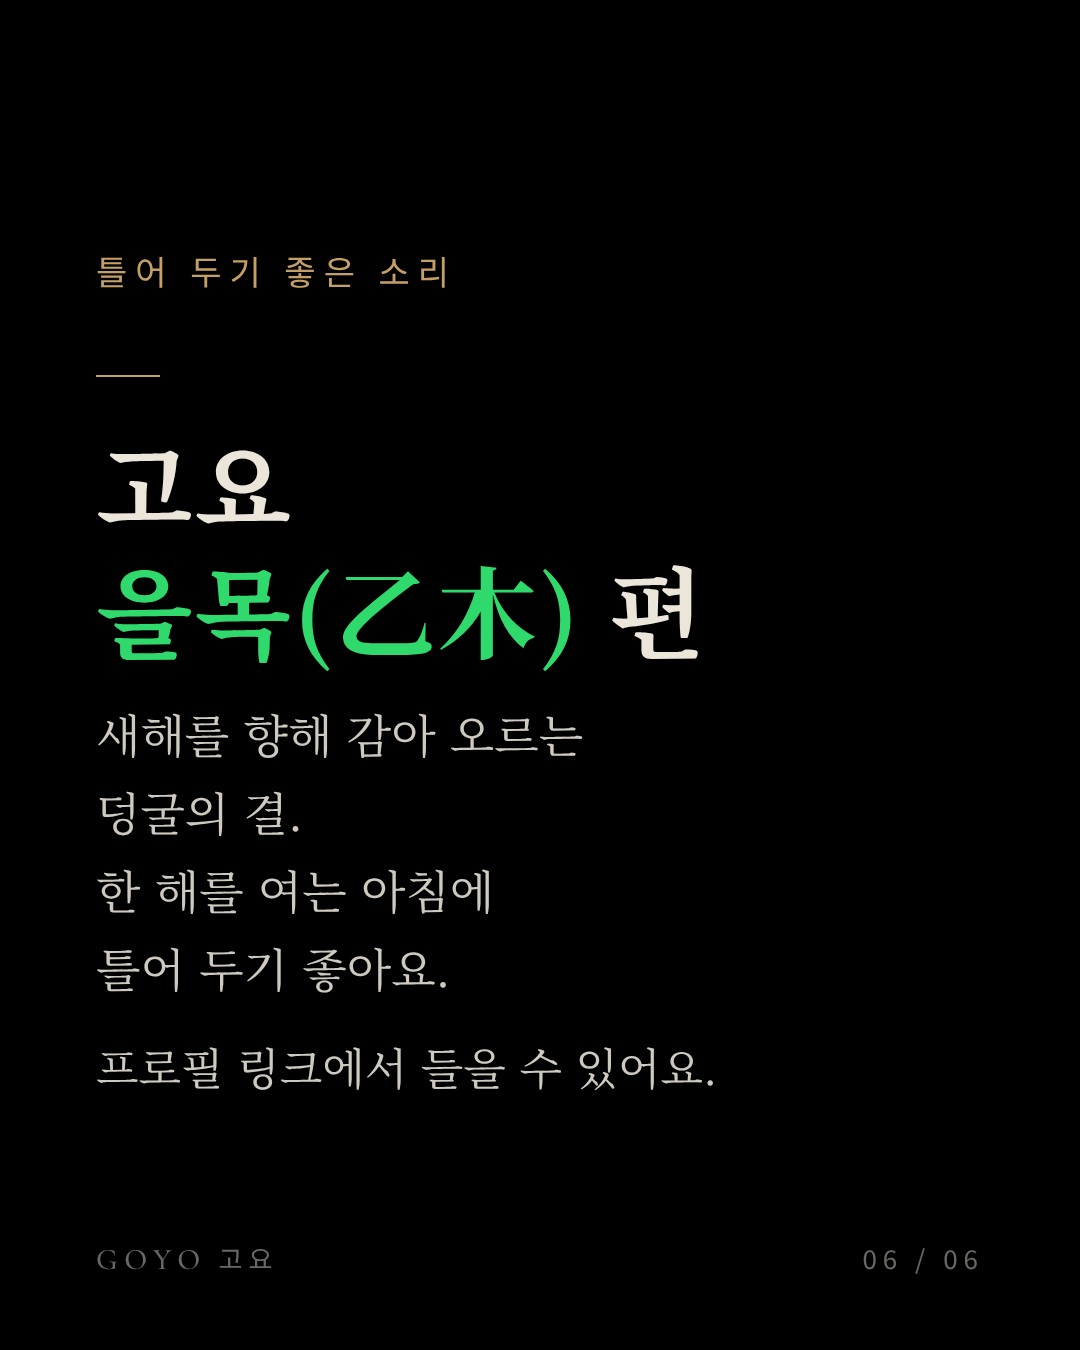 틀어 두기 좋은 소리
고요
을목(乙木) 편
새해를 향해 감아 오르는
덩굴의 결.
한 해를 여는 아침에
틀어 두기 좋아요.
프로필 링크에서 들을 수 있어요.
GOYO 고요
06 / 06